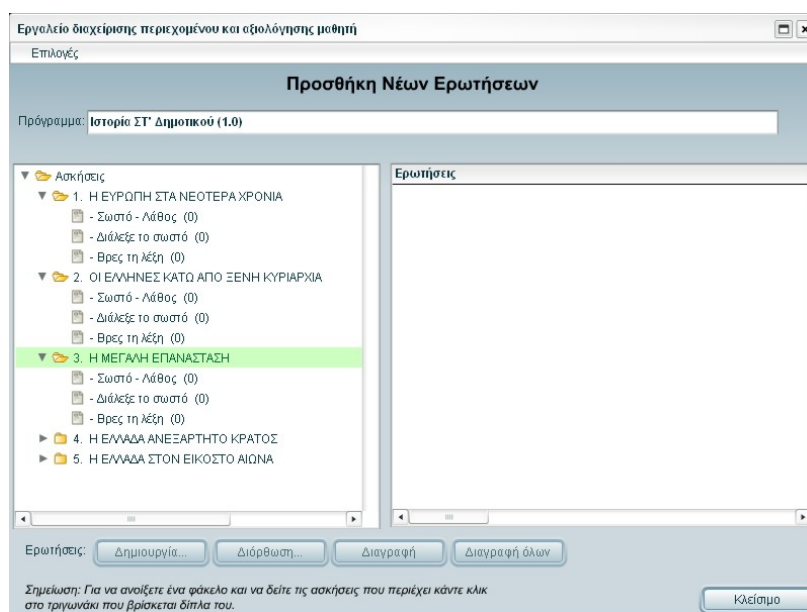 Εργαλείο διαχείρισης περιεχομένου και αξιολόγησης μαθητή
Επιλογές
Προσθήκη Νέων Ερωτήσεων
Πρόγραμμα: Ιστορία ΣΤ' Δημοτικού (1.0)
Ασκήσεις
1. Η ΕΥΡΩΠΗ ΣΤΑ ΝΕΟΤΕΡΑ ΧΡΟΝΙΑ
- Σωστό - Λάθος (0)
- Διάλεξε το σωστό (0)
- Βρες τη λέξη (0)
2. ΟΙ ΕΛΛΗΝΕΣ ΚΑΤΩ ΑΠΟ ΞΕΝΗ ΚΥΡΙΑΡΧΙΑ
- Σωστό - Λάθος (0)
- Διάλεξε το σωστό (0)
- Βρες τη λέξη (0)
3. Η ΜΕΓΑΛΗ ΕΠΑΝΑΣΤΑΣΗ
- Σωστό - Λάθος (0)
- Διάλεξε το σωστό (0)
- Βρες τη λέξη (0)
4. Η ΕΛΛΑΔΑ ΑΝΕΞΑΡΤΗΤΟ ΚΡΑΤΟΣ
5. Η ΕΛΛΑΔΑ ΣΤΟΝ ΕΙΚΟΣΤΟ ΑΙΩΝΑ
Ερωτήσεις
Ερωτήσεις: Δημιουργία... Διόρθωση... Διαγραφή Διαγραφή όλων
Σημείωση: Για να ανοίξετε ένα φάκελο και να δείτε τις ασκήσεις που περιέχει κάντε κλικ
στο τριγωνάκι που βρίσκεται δίπλα του.
Κλείσιμο